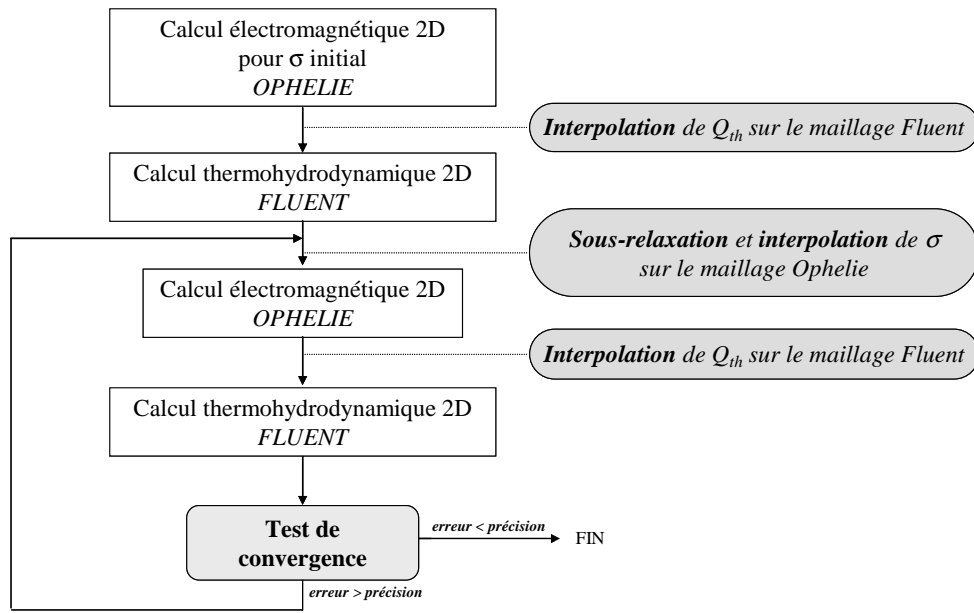 Calcul électromagnétique 2D
pour σ initial
OPHELIE
Interpolation de Qth sur le maillage Fluent
Calcul thermohydrodynamique 2D
FLUENT
Sous-relaxation et interpolation de σ
sur le maillage Ophelie
Calcul électromagnétique 2D
OPHELIE
Interpolation de Qth sur le maillage Fluent
Calcul thermohydrodynamique 2D
FLUENT
Test de
convergence
erreur < précision
FIN
erreur > précision